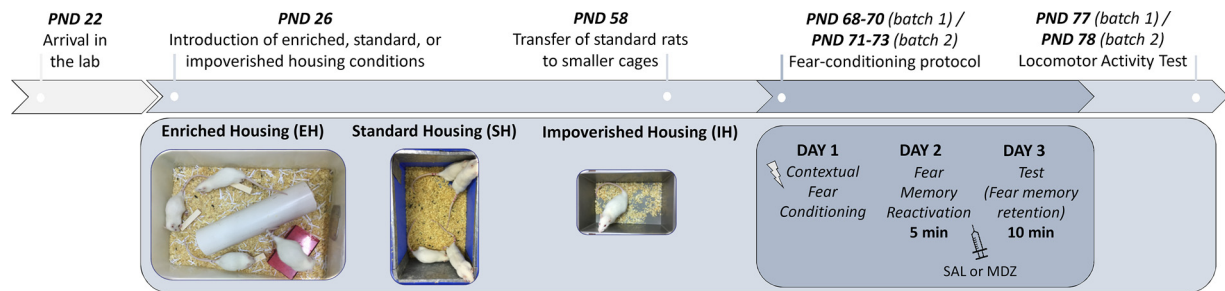 PND 22
Arrival in
the lab
PND 26
Introduction of enriched, standard, or
impoverished housing conditions
PND 58
Transfer of standard rats
to smaller cages
PND 68-70 (batch 1) /
PND 71-73 (batch 2)
Fear-conditioning protocol
PND 77 (batch 1) /
PND 78 (batch 2)
Locomotor Activity Test
Enriched Housing (EH)
Standard Housing (SH)
Impoverished Housing (IH)
DAY 1
Contextual
Fear
Conditioning
DAY 2
Fear
Memory
Reactivation
5 min
DAY 3
Test
(Fear memory
retention)
10 min
SAL or MDZ